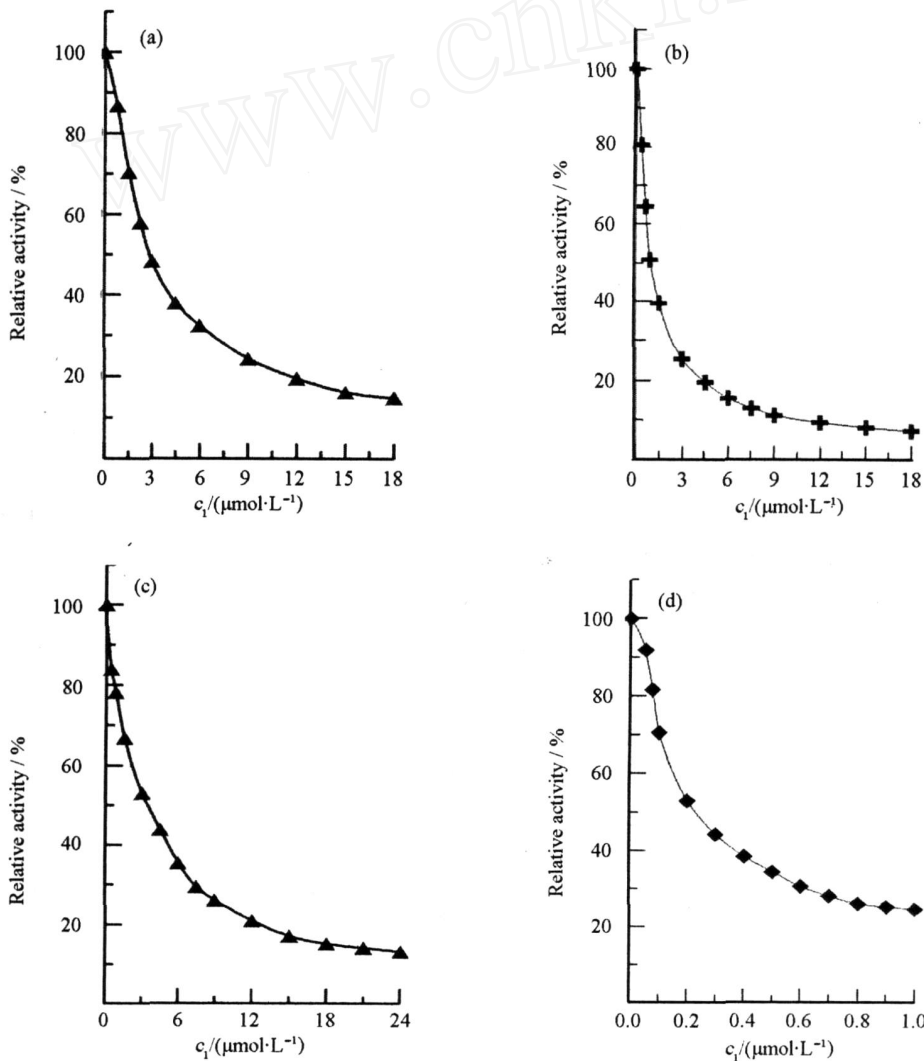 www.cnki.n
(a)
100
80
60
40
20
Relative activity / %
0 3 6 9 12 15 18
c₁/(μmol·L⁻¹)
(b)
100
80
60
40
20
Relative activity / %
0 3 6 9 12 15 18
c₁/(μmol·L⁻¹)
(c)
100
80
60
40
20
Relative activity / %
0 6 12 18 24
c₁/(μmol·L⁻¹)
(d)
100
80
60
40
20
Relative activity / %
0.0 0.2 0.4 0.6 0.8 1.0
c₁/(μmol·L⁻¹)